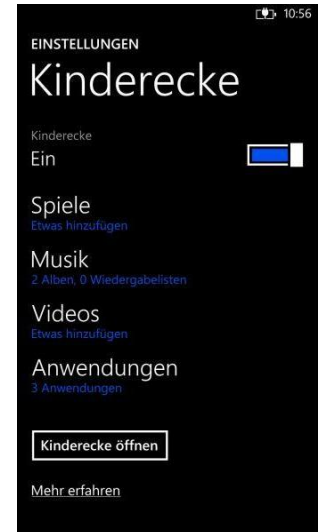 10:56
EINSTELLUNGEN
Kinderecke
Kinderecke
Ein
Spiele
Etwas hinzufügen
Musik
2 Alben, 0 Wiedergabelisten
Videos
Etwas hinzufügen
Anwendungen
3 Anwendungen
Kinderecke öffnen
Mehr erfahren